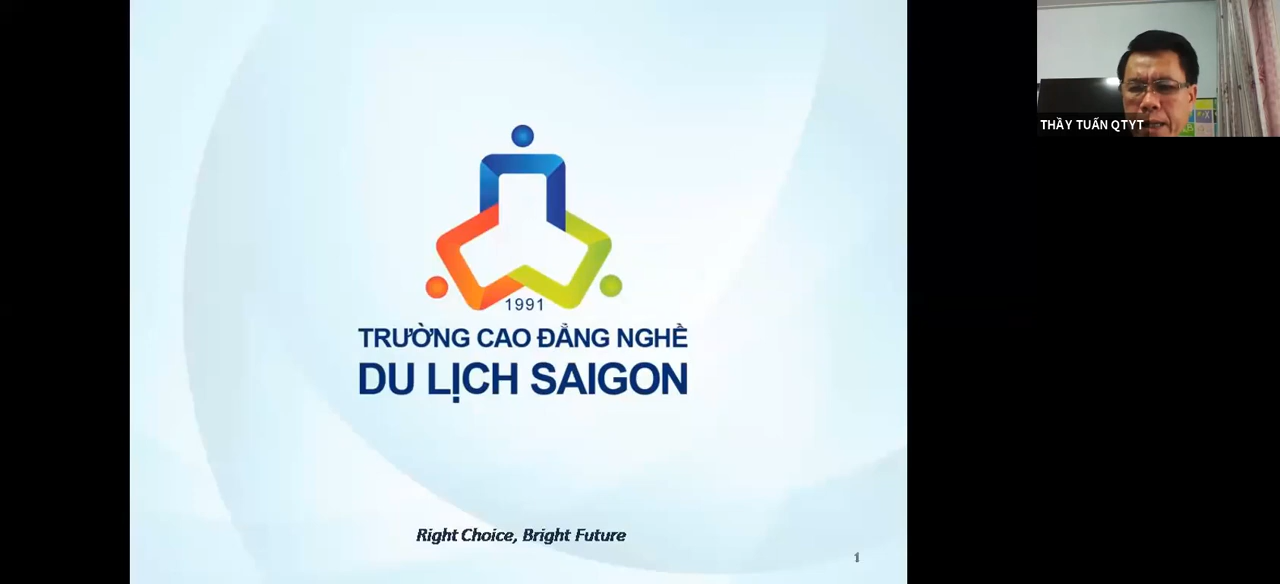 1991
TRƯỜNG CAO ĐẲNG NGHỀ
DU LỊCH SAIGON
Right Choice, Bright Future
1
THẦY TUẤN QTYT